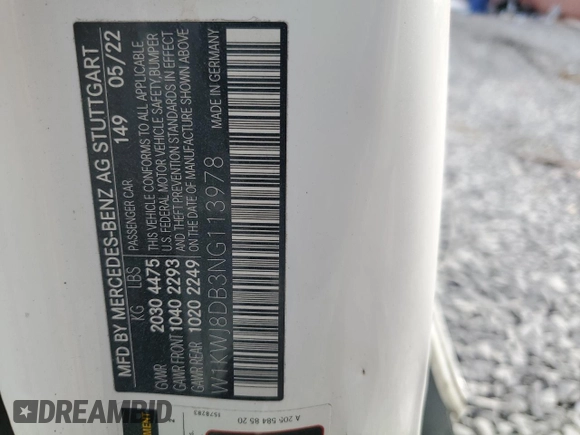 MFD BY MERCEDES-BENZ AG STUTTGART
149 05/22
KG LBS PASSENGER CAR
GVWR 2030 4475
GAWR FRONT 1040 2293
GAWR REAR 1020 2249
THIS VEHICLE CONFORMS TO ALL APPLICABLE
U.S. FEDERAL MOTOR VEHICLE SAFETY,BUMPER
AND THEFT PREVENTION STANDARDS IN EFFECT
ON THE DATE OF MANUFACTURE SHOWN ABOVE
W1KWJ8DB3NG113978
MADE IN GERMANY
A 205 584 85 20
DREAMBID